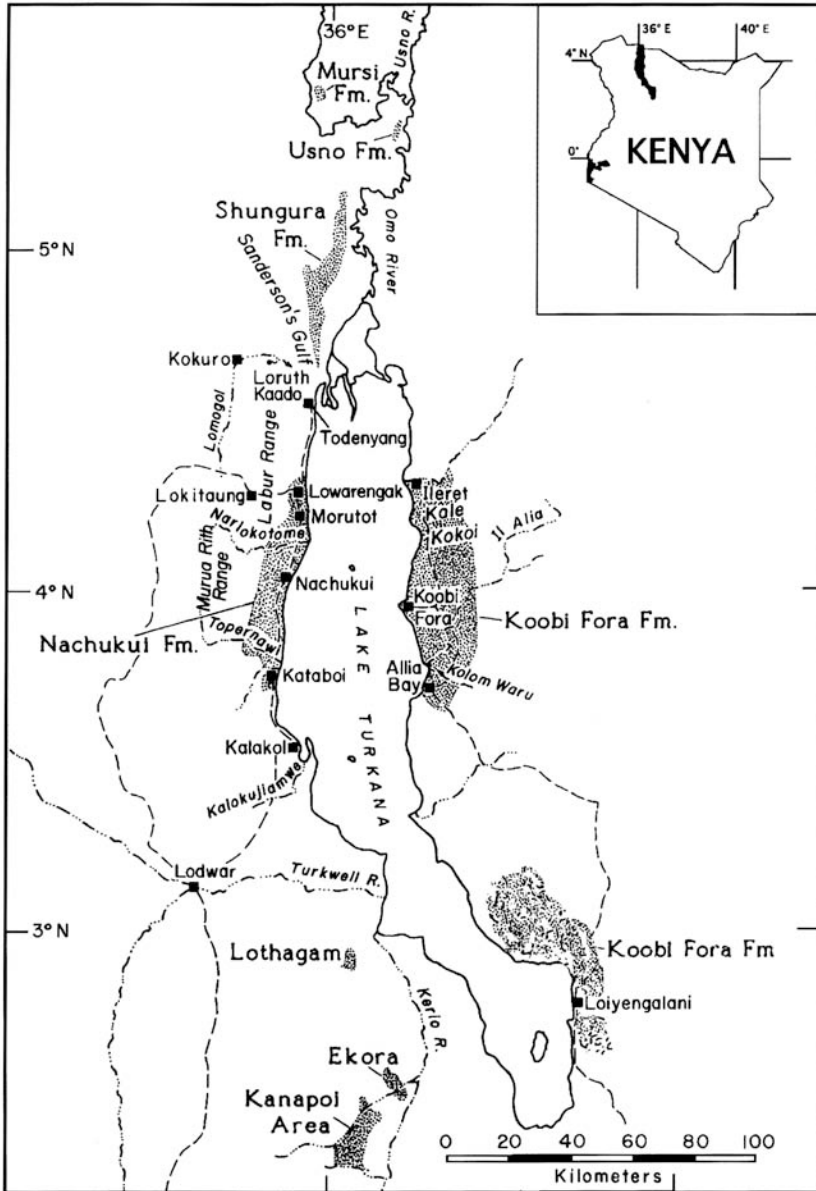 36°E
Usno R.
Mursi
Fm.
Usno Fm.
Shungura
Fm.
5°N
Sanderson's Gulf
Omo River
36°E
40°E
4°N
0°
KENYA
Kokuro
Loruth
Kaado
Lomogol
Labur Range
Todenyang
Lokitaung
Lowarengak
Morutot
Nariokotome
Ileret
Kale
Kokoi
Il Alia
Murua Rith
Range
4°N
Nachukui
Koobi
Fora
Koobi Fora Fm.
Nachukui Fm.
Topernawi
LAKE TURKANA
Kataboi
Allia
Bay
Kolom Waru
Kalakol
Kalokujiamwe
Lodwar
Turkwell R.
3°N
Lothagam
Kerio R.
Koobi Fora Fm
Loiyengalani
Ekora
Kanapoi
Area
0 20 40 60 80 100
Kilometers